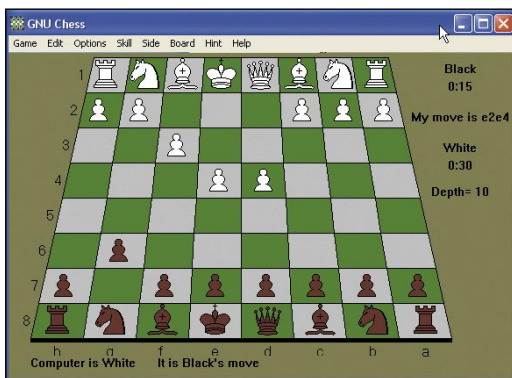 GNU Chess
Game Edit Options Skill Side Board Hint Help
Black
0:15
My move is e2e4
White
0:30
Depth= 10
1
2
3
4
5
6
7
8
h g f e d c b a
Computer is White It is Black's move